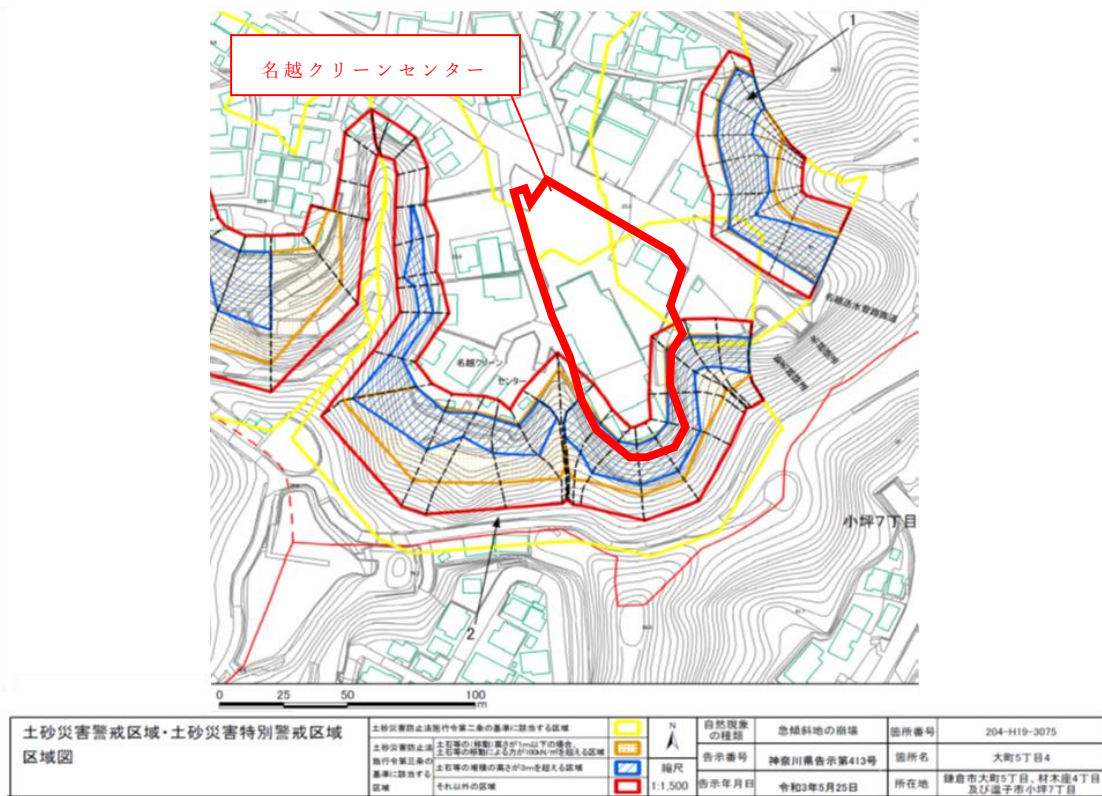 1
名越クリーンセンター
名越送水管路隧道
名越クリーン
センター
小坪7丁目
2
0 25 50 100
m
土砂災害警戒区域・土砂災害特別警戒区域
区域図
土砂災害防止法施行令第二条の基準に該当する区域
土砂災害防止法
施行令第三条の
基準に該当する
区域
土石等の(移動)高さが1m以下の場合、
土石等の移動による力が100kN/㎡を超える区域
土石等の堆積の高さが3mを超える区域
それ以外の区域
N
縮尺
1:1,500
自然現象
の種類
急傾斜地の崩壊
箇所番号
204-H19-3075
告示番号
神奈川県告示第413号
箇所名
大町5丁目4
告示年月日
令和3年5月25日
所在地
鎌倉市大町5丁目、材木座4丁目
及び逗子市小坪7丁目